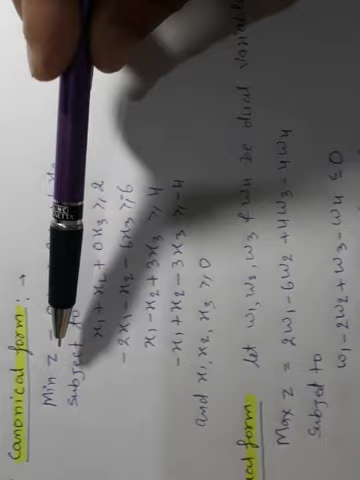 Canonical form: →
Min Z =
Subject to
x1 + x2 + 0x3 ≥ 2
-2x1 - x2 - 6x3 ≥ -6
x1 - x2 + 3x3 ≥ 4
-x1 + x2 - 3x3 ≥ -4
and x1, x2, x3 ≥ 0
al form let w1, w2, w3 & w4 be dual variabl
Max Z = 2w1 - 6w2 + 4w3 - 4w4
Subject to
w1 - 2w2 + w3 - w4 ≤ 0